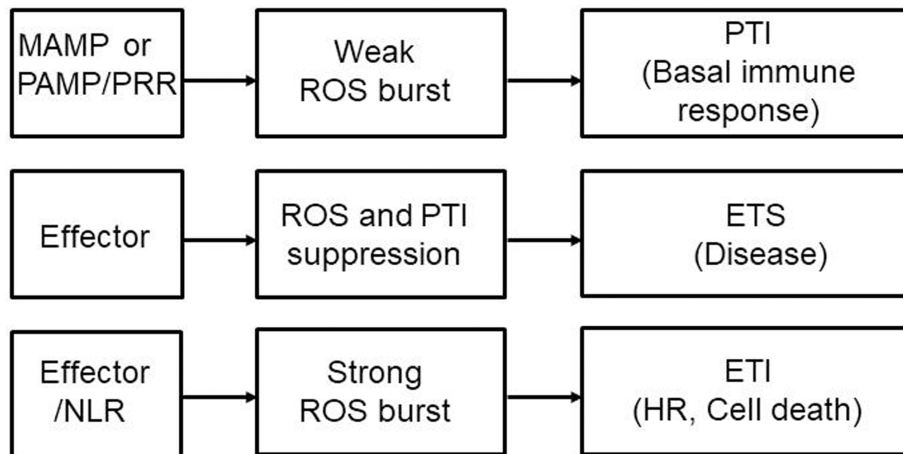 MAMP or
PAMP/PRR
Weak
ROS burst
PTI
(Basal immune
response)
Effector
ROS and PTI
suppression
ETS
(Disease)
Effector
/NLR
Strong
ROS burst
ETI
(HR, Cell death)